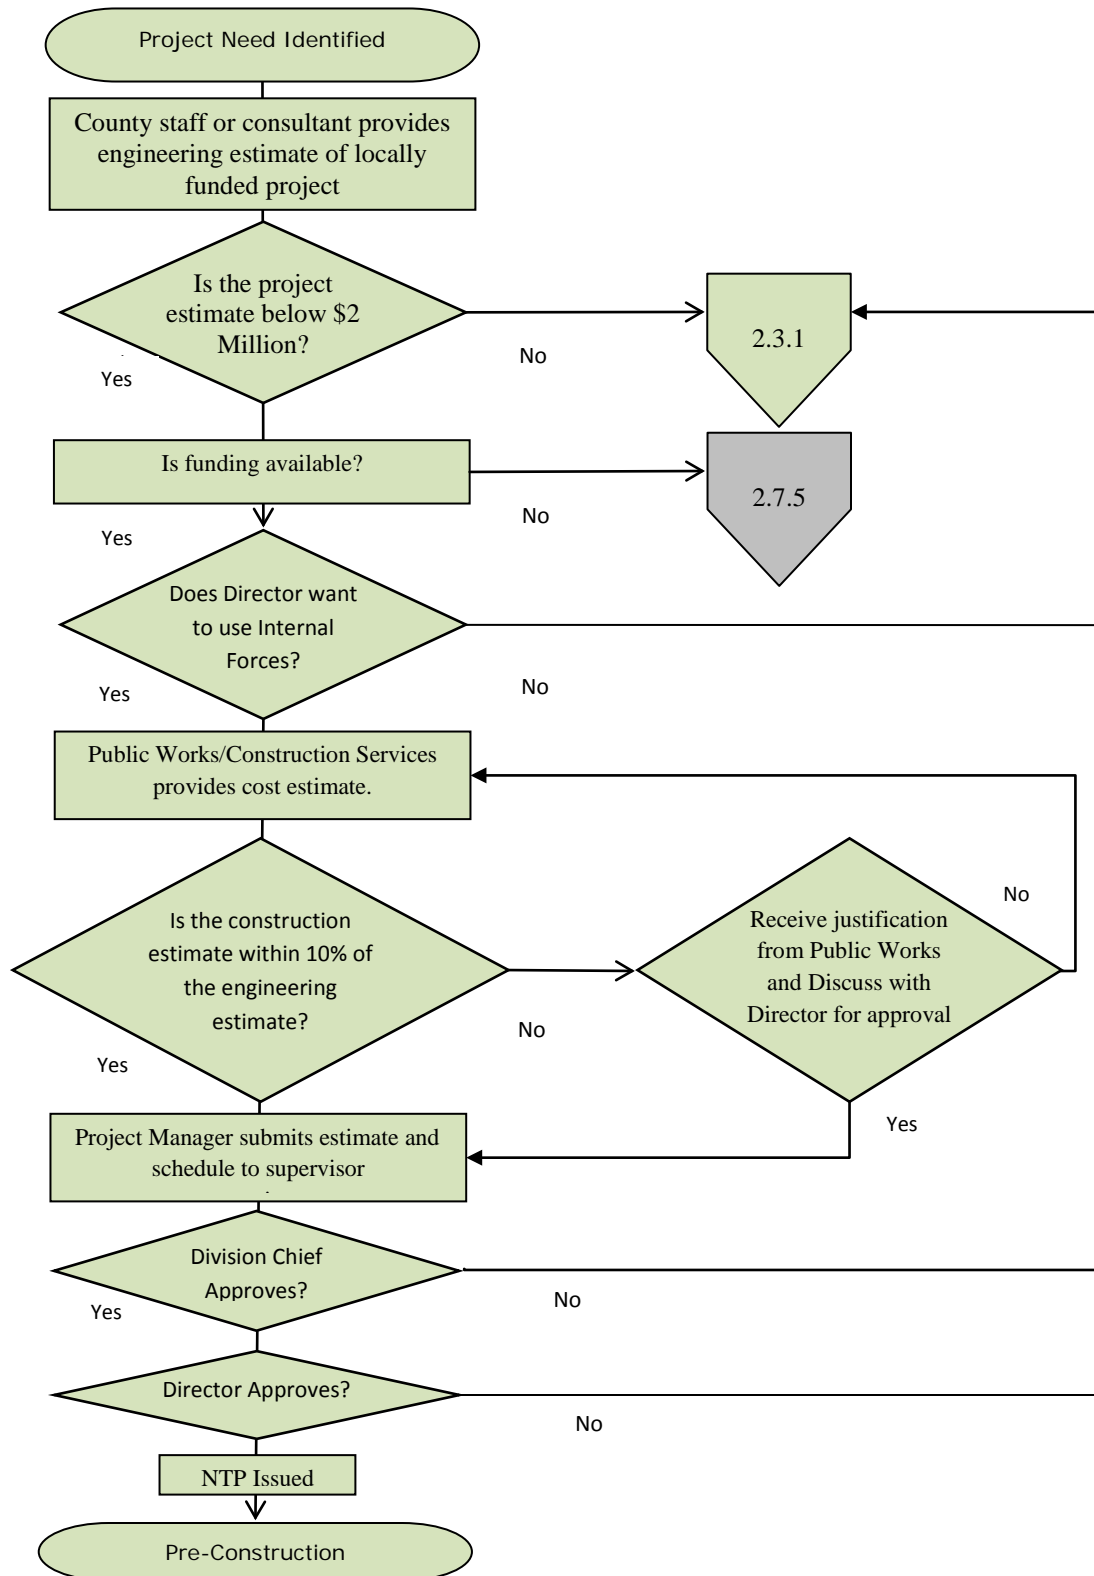 Project Need Identified
County staff or consultant provides
engineering estimate of locally
funded project
Is the project
estimate below $2
Million?
No
Yes
2.3.1
Is funding available?
No
Yes
2.7.5
Does Director want
to use Internal
Forces?
No
Yes
Public Works/Construction Services
provides cost estimate.
Is the construction
estimate within 10% of
the engineering
estimate?
No
Yes
Receive justification
from Public Works
and Discuss with
Director for approval
No
Yes
Project Manager submits estimate and
schedule to supervisor
Division Chief
Approves?
No
Yes
Director Approves?
No
NTP Issued
Pre-Construction